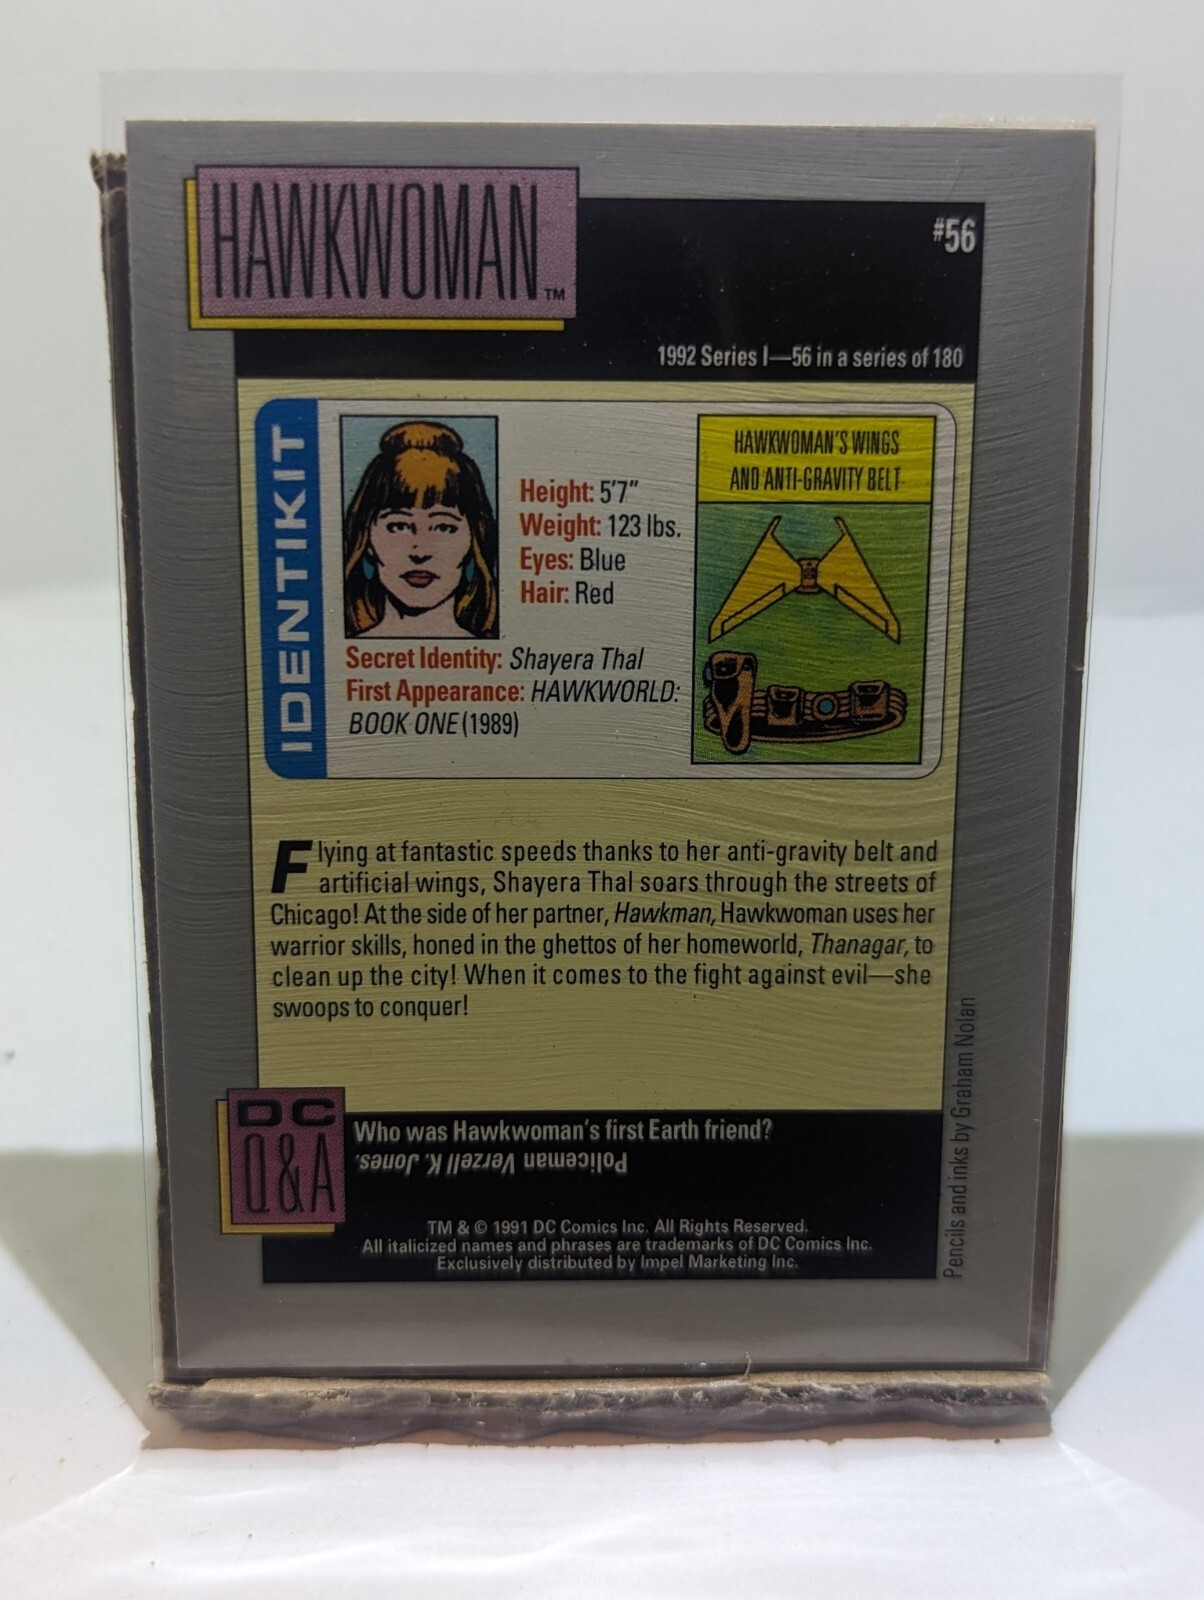 HAWKWOMAN™
#56
1992 Series I—56 in a series of 180
IDENTIKIT
Height: 5'7"
Weight: 123 lbs.
Eyes: Blue
Hair: Red
Secret Identity: Shayera Thal
First Appearance: HAWKWORLD:
BOOK ONE (1989)
HAWKWOMAN'S WINGS
AND ANTI-GRAVITY BELT
Flying at fantastic speeds thanks to her anti-gravity belt and
artificial wings, Shayera Thal soars through the streets of
Chicago! At the side of her partner, Hawkman, Hawkwoman uses her
warrior skills, honed in the ghettos of her homeworld, Thanagar, to
clean up the city! When it comes to the fight against evil—she
swoops to conquer!
Pencils and inks by Graham Nolan
DC
Q&A
Who was Hawkwoman's first Earth friend?
Policeman Verzell K. Jones.
TM & © 1991 DC Comics Inc. All Rights Reserved.
All italicized names and phrases are trademarks of DC Comics Inc.
Exclusively distributed by Impel Marketing Inc.